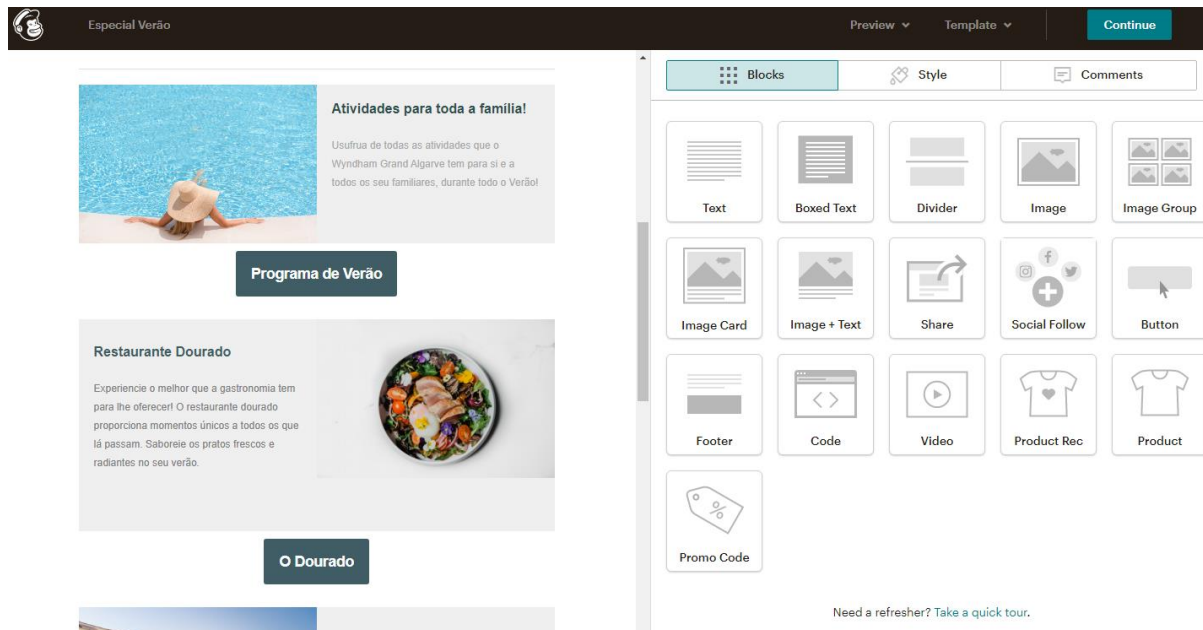 Especial Verão
Preview
Template
Continue
Blocks
Style
Comments
Atividades para toda a família!
Usufrua de todas as atividades que o
Wyndham Grand Algarve tem para si e a
todos os seu familiares, durante todo o Verão!
Programa de Verão
Restaurante Dourado
Experiencie o melhor que a gastronomia tem
para lhe oferecer! O restaurante dourado
proporciona momentos únicos a todos os que
lá passam. Saboreie os pratos frescos e
radiantes no seu verão.
O Dourado
Text
Boxed Text
Divider
Image
Image Group
Image Card
Image + Text
Share
Social Follow
Button
Footer
Code
Video
Product Rec
Product
Promo Code
Need a refresher? Take a quick tour.